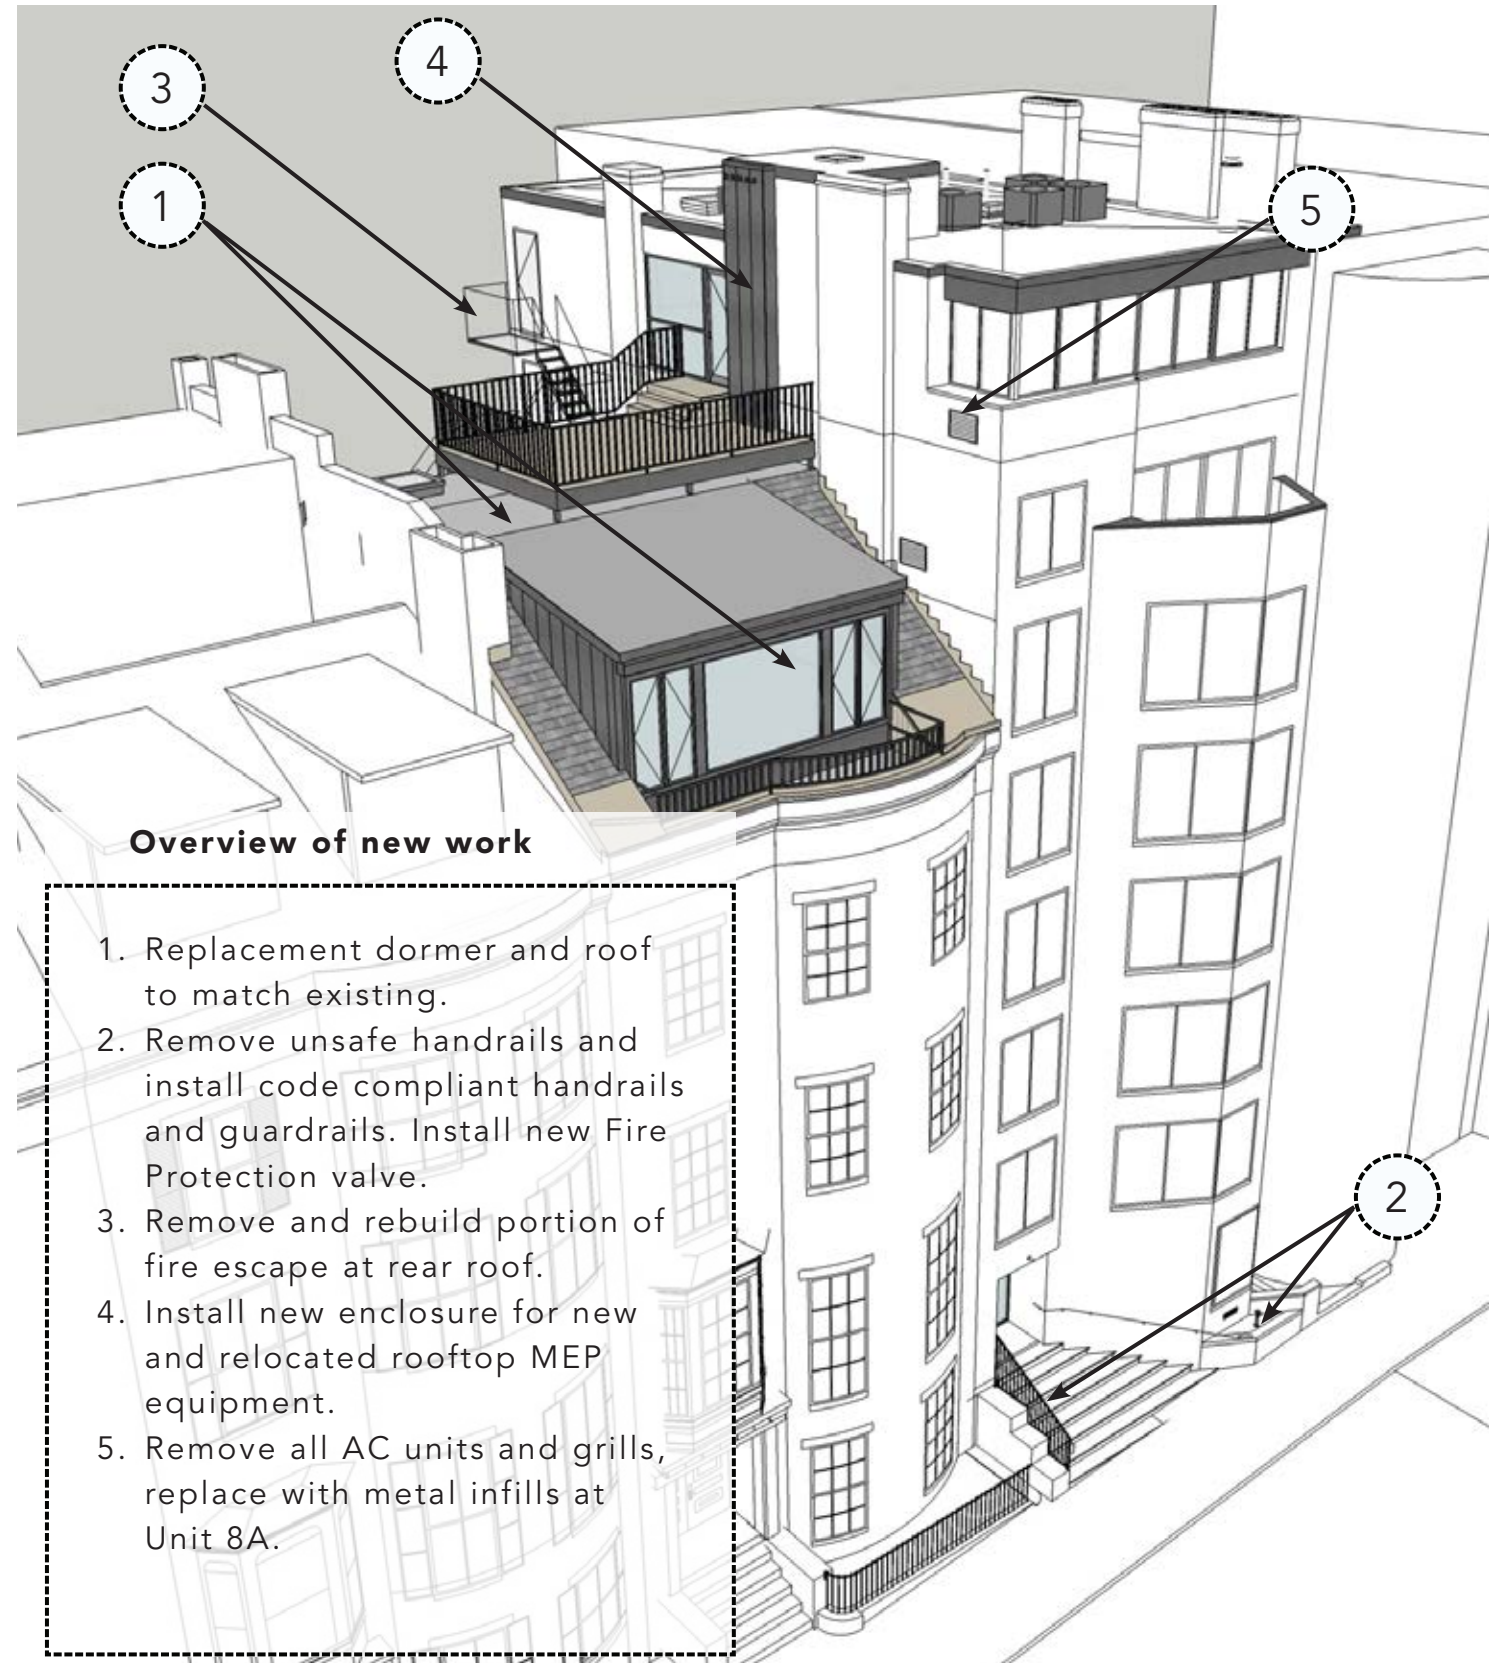 3
4
1
5
Overview of new work
1. Replacement dormer and roof
to match existing.
2. Remove unsafe handrails and
install code compliant handrails
and guardrails. Install new Fire
Protection valve.
3. Remove and rebuild portion of
fire escape at rear roof.
4. Install new enclosure for new
and relocated rooftop MEP
equipment.
5. Remove all AC units and grills,
replace with metal infills at
Unit 8A.
2